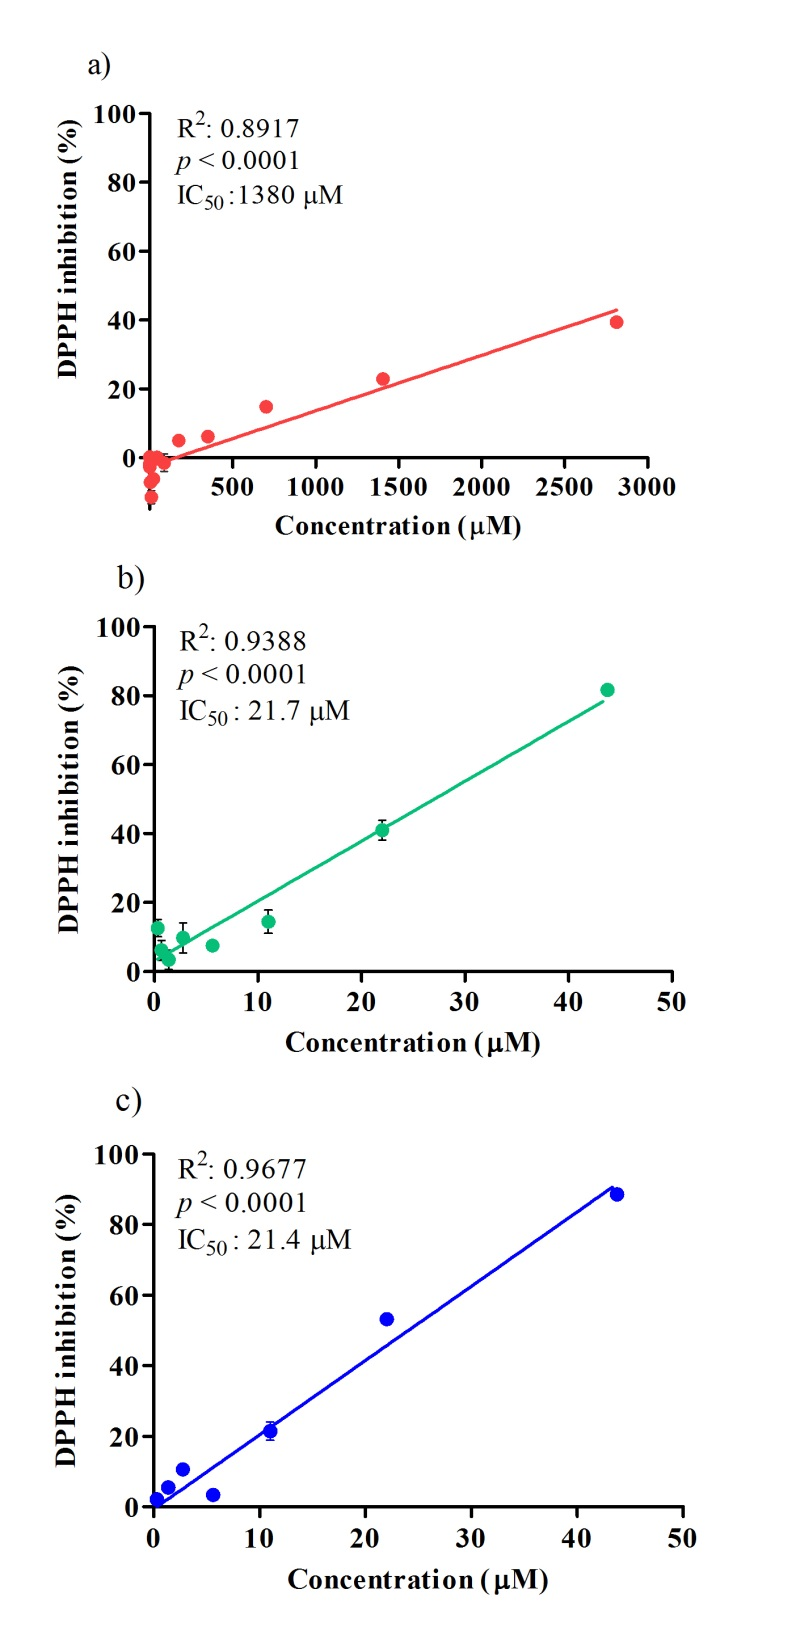 a)
R²: 0.8917
p < 0.0001
IC₅₀ :1380 µM
DPPH inhibition (%)
100
80
60
40
20
0
500 1000 1500 2000 2500 3000
Concentration (µM)
b)
R²: 0.9388
p < 0.0001
IC₅₀ : 21.7 µM
DPPH inhibition (%)
100
80
60
40
20
0
0 10 20 30 40 50
Concentration (µM)
c)
R²: 0.9677
p < 0.0001
IC₅₀ : 21.4 µM
DPPH inhibition (%)
100
80
60
40
20
0
0 10 20 30 40 50
Concentration (µM)